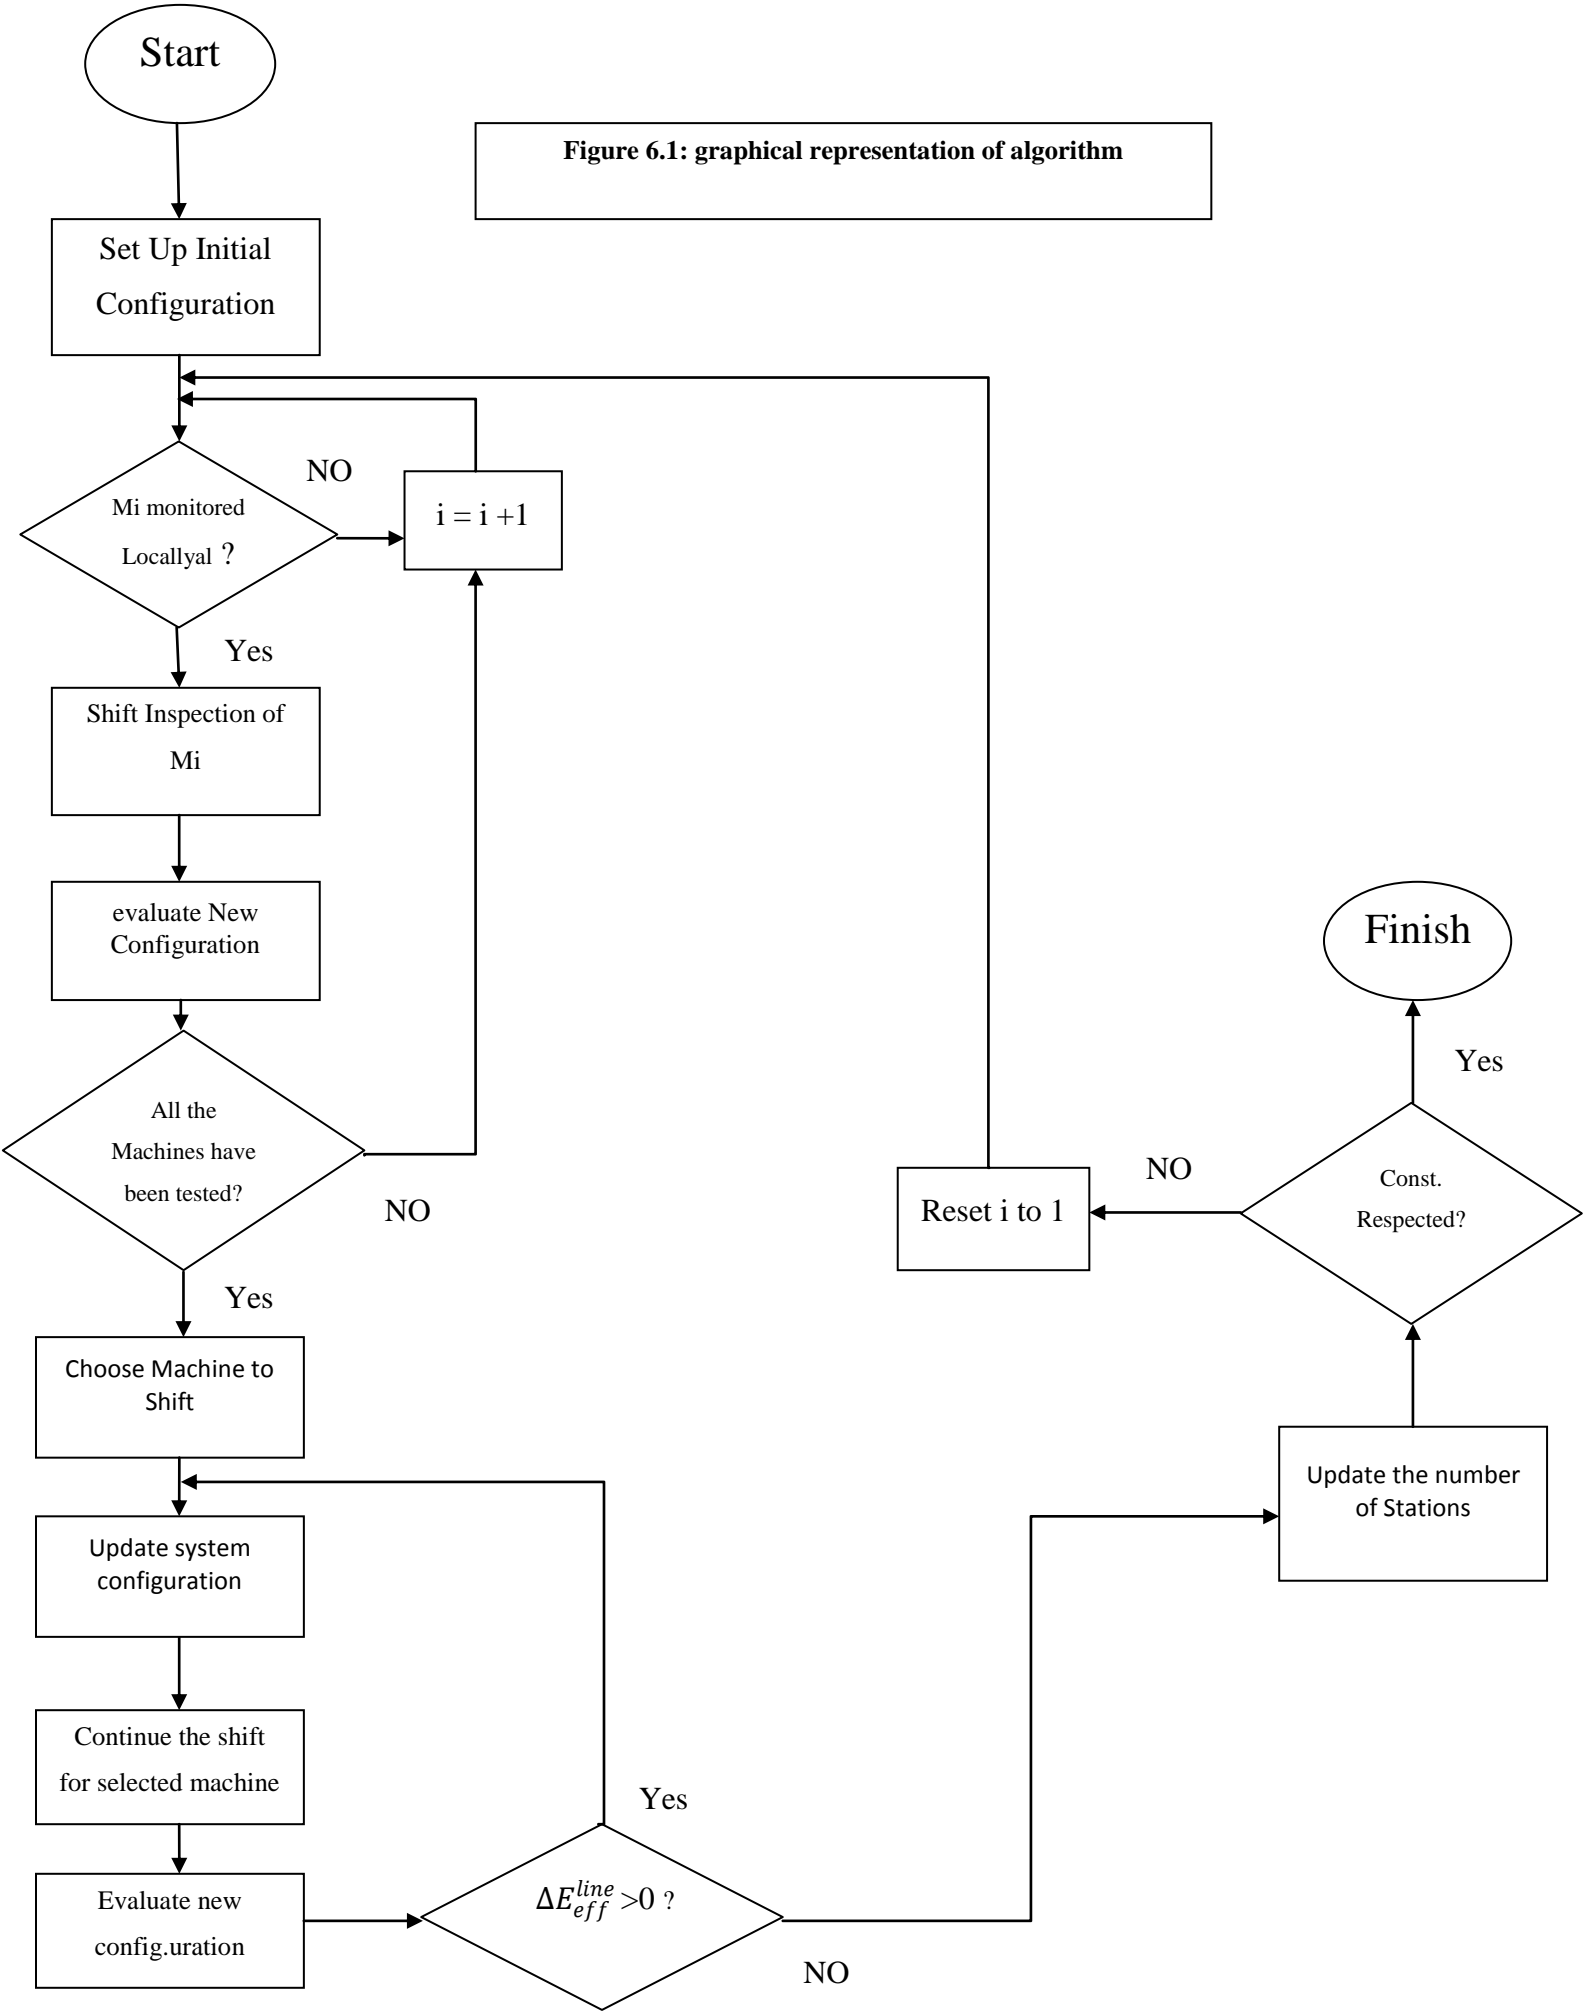 Start
Figure 6.1: graphical representation of algorithm
Set Up Initial
Configuration
NO
Mi monitored
Locallyal ?
i = i +1
Yes
Shift Inspection of
Mi
evaluate New
Configuration
All the
Machines have
been tested?
NO
Yes
Choose Machine to
Shift
Update system
configuration
Continue the shift
for selected machine
Evaluate new
config.uration
Yes
ΔE_{eff}^{line} >0 ?
NO
Update the number
of Stations
Const.
Respected?
NO
Reset i to 1
Yes
Finish